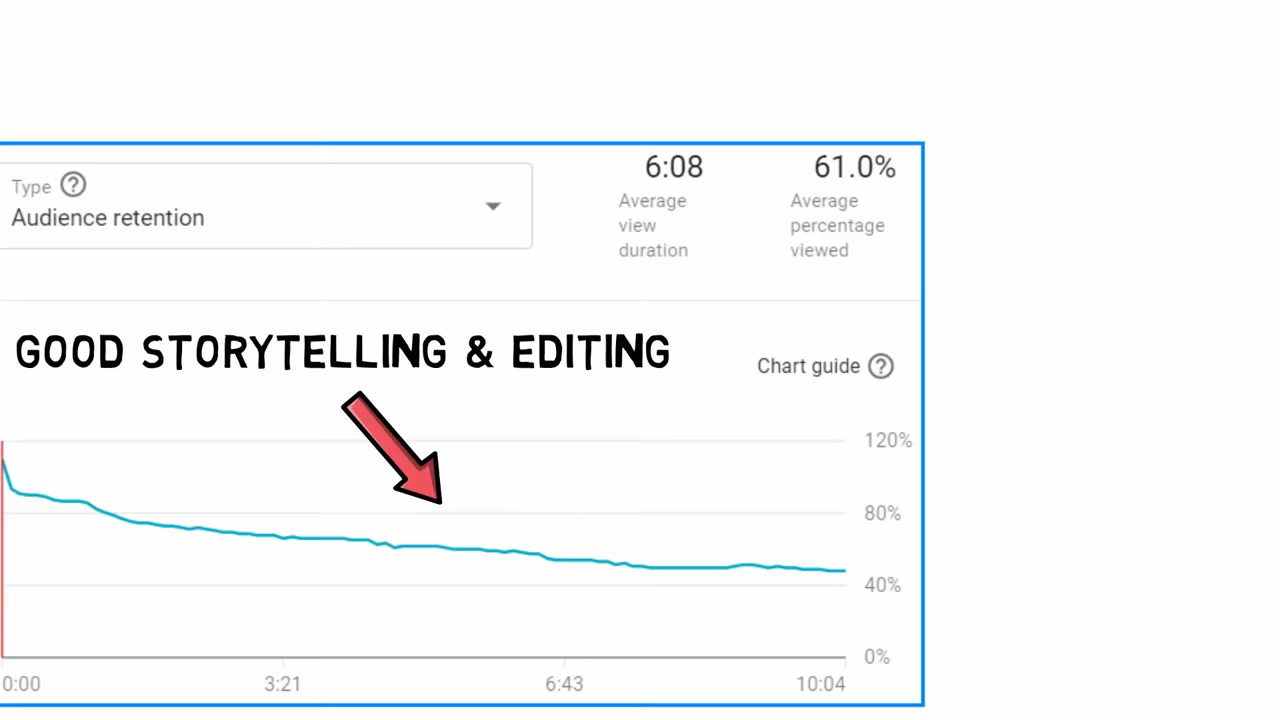 Type ?
Audience retention
6:08
Average
view
duration
61.0%
Average
percentage
viewed
GOOD STORYTELLING & EDITING
Chart guide ?
120%
80%
40%
0%
0:00 3:21 6:43 10:04